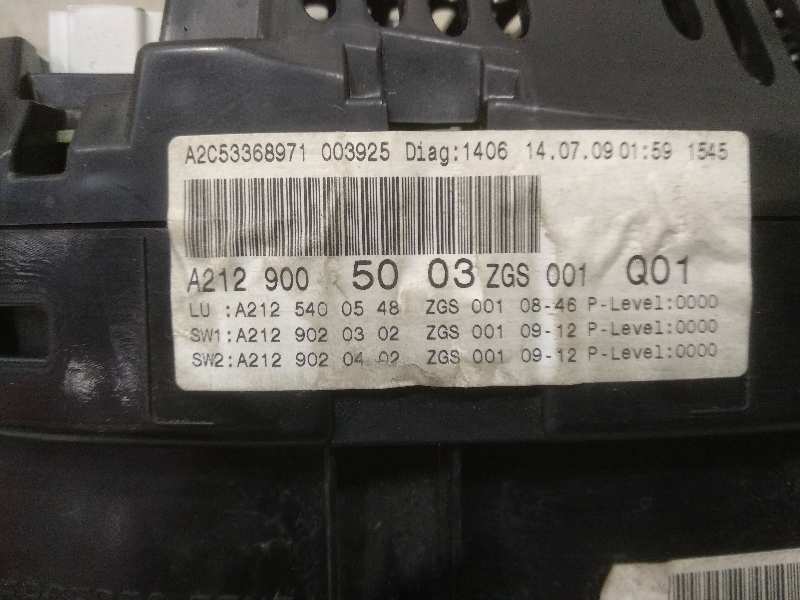 A2C53368971 003925 Diag:1406 14.07.09 01:59 1545
A212 900 50 03 ZGS 001 Q01
LU :A212 540 05 48 ZGS 001 08-46 P-Level:0000
SW1:A212 902 03 02 ZGS 001 09-12 P-Level:0000
SW2:A212 902 04 02 ZGS 001 09-12 P-Level:0000